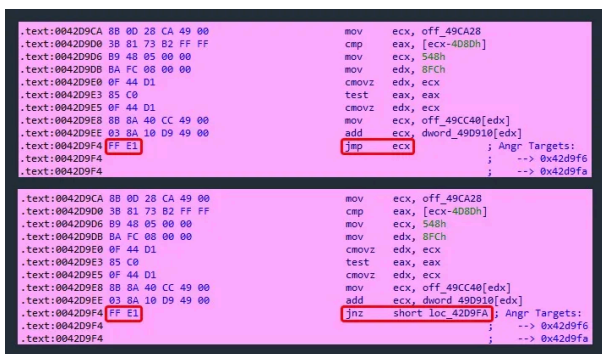 .text:0042D9CA 8B 0D 28 CA 49 00 mov ecx, off_49CA28
.text:0042D9D0 3B 81 73 B2 FF FF cmp eax, [ecx-4D8Dh]
.text:0042D9D6 B9 48 05 00 00 mov ecx, 548h
.text:0042D9DB BA FC 08 00 00 mov edx, 8FCh
.text:0042D9E0 0F 44 D1 cmovz edx, ecx
.text:0042D9E3 85 C0 test eax, eax
.text:0042D9E5 0F 44 D1 cmovz edx, ecx
.text:0042D9E8 8B 8A 40 CC 49 00 mov ecx, off_49CC40[edx]
.text:0042D9EE 03 8A 10 D9 49 00 add ecx, dword_49D910[edx]
.text:0042D9F4 FF E1 jmp ecx ; Angr Targets:
.text:0042D9F4 ; --> 0x42d9f6
.text:0042D9F4 ; --> 0x42d9fa
.text:0042D9CA 8B 0D 28 CA 49 00 mov ecx, off_49CA28
.text:0042D9D0 3B 81 73 B2 FF FF cmp eax, [ecx-4D8Dh]
.text:0042D9D6 B9 48 05 00 00 mov ecx, 548h
.text:0042D9DB BA FC 08 00 00 mov edx, 8FCh
.text:0042D9E0 0F 44 D1 cmovz edx, ecx
.text:0042D9E3 85 C0 test eax, eax
.text:0042D9E5 0F 44 D1 cmovz edx, ecx
.text:0042D9E8 8B 8A 40 CC 49 00 mov ecx, off_49CC40[edx]
.text:0042D9EE 03 8A 10 D9 49 00 add ecx, dword_49D910[edx]
.text:0042D9F4 FF E1 jnz short loc_42D9FA ; Angr Targets:
.text:0042D9F4 ; --> 0x42d9f6
.text:0042D9F4 ; --> 0x42d9fa